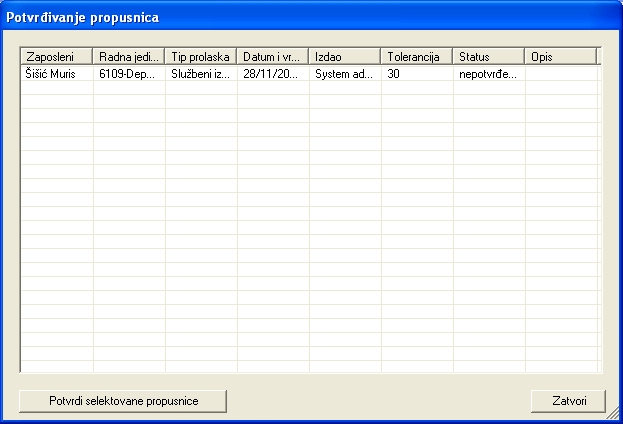 Potvrđivanje propusnica
Zaposleni Radna jedi... Tip prolaska Datum i vr... Izdao Tolerancija Status Opis
Šišić Muris 6109-Dep... Službeni iz... 28/11/20... System ad... 30 nepotvrđe...
Potvrdi selektovane propusnice Zatvori